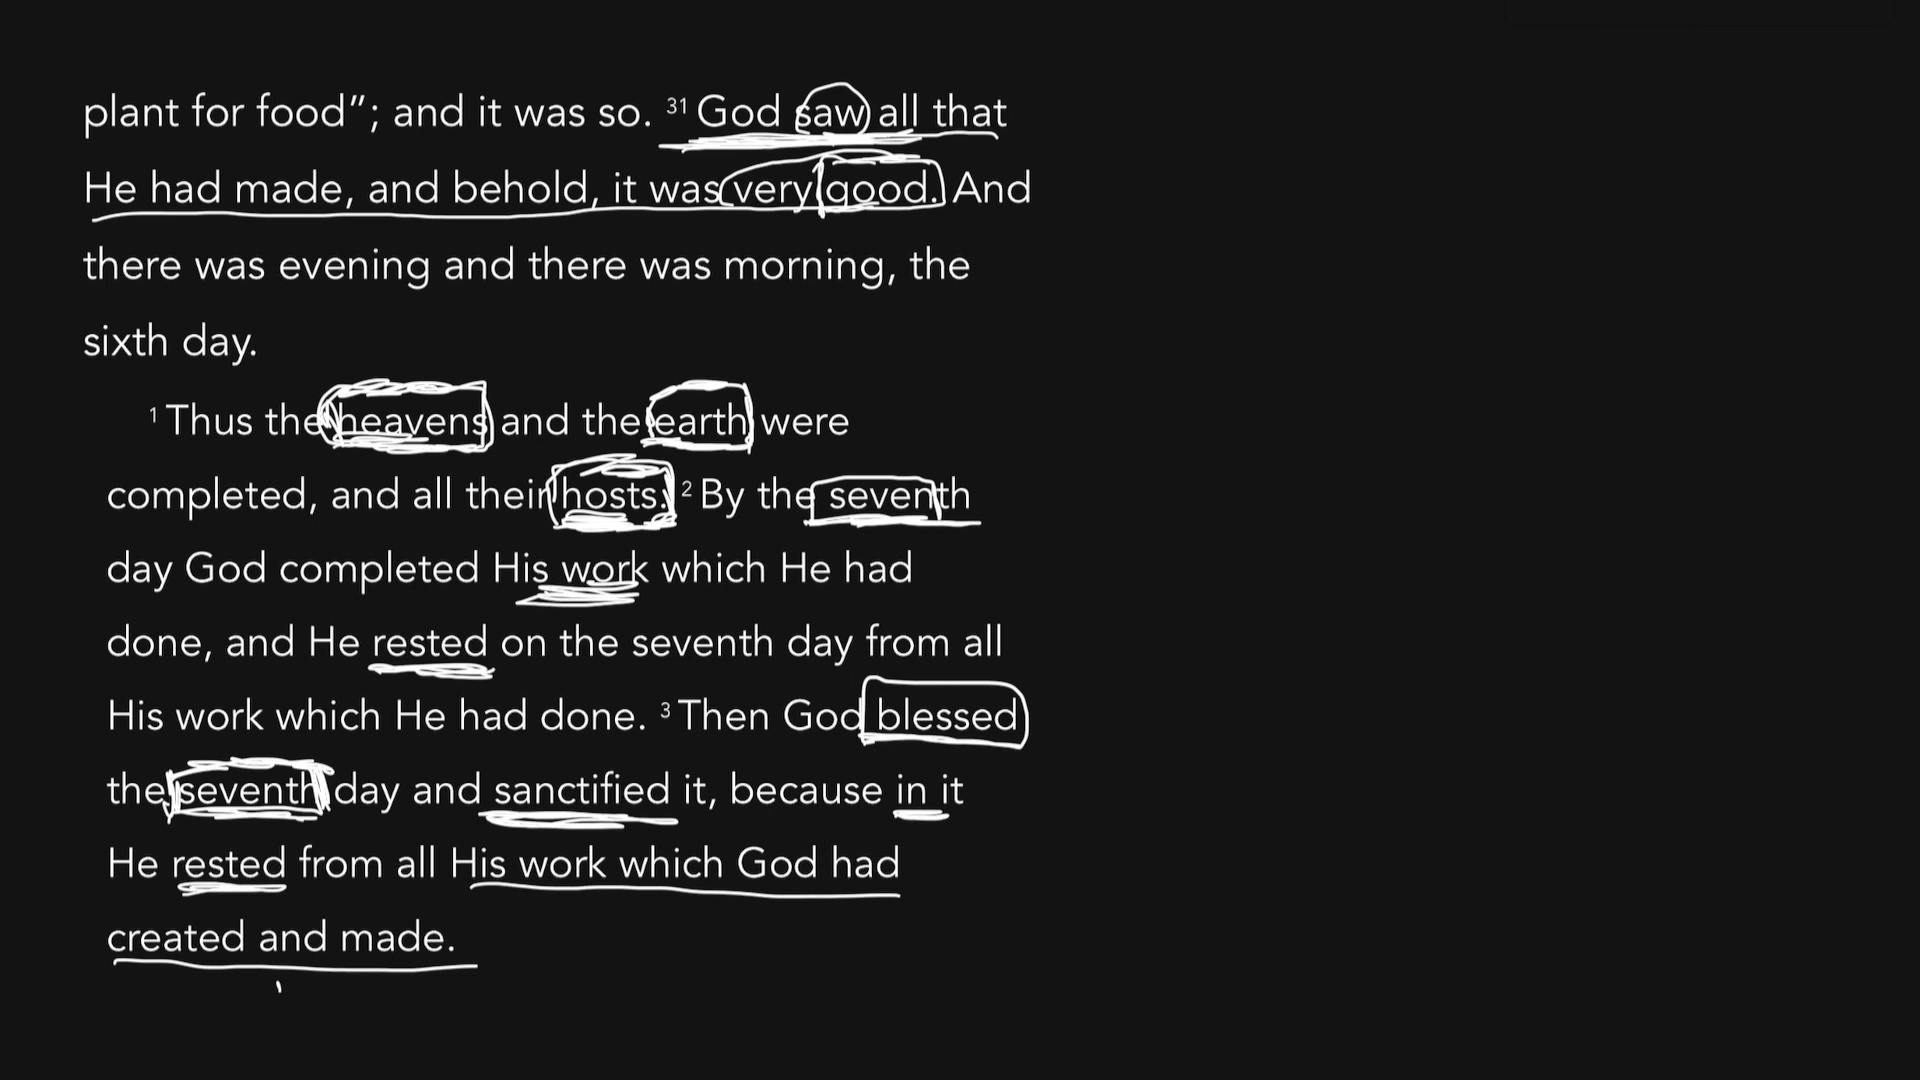 plant for food”; and it was so. 31 God saw all that
He had made, and behold, it was very good. And
there was evening and there was morning, the
sixth day.
1 Thus the heavens and the earth were
completed, and all their hosts. 2 By the seventh
day God completed His work which He had
done, and He rested on the seventh day from all
His work which He had done. 3 Then God blessed
the seventh day and sanctified it, because in it
He rested from all His work which God had
created and made.